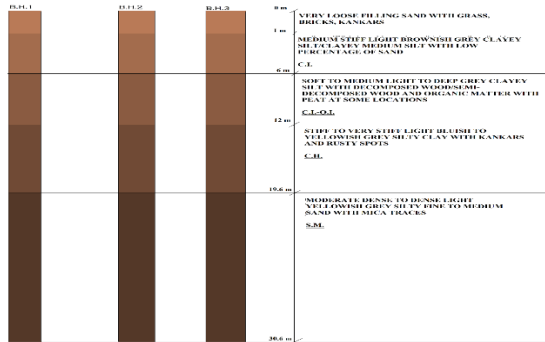 B.H.1 B.H.2 B.H.3
0 m
VERY LOOSE FILLING SAND WITH GRASS,
BRICKS, KANKARS
1 m
MEDIUM STIFF LIGHT BROWNISH GREY CLAYEY
SILT/CLAYEY MEDIUM SILT WITH LOW
PERCENTAGE OF SAND
C.I.
6 m
SOFT TO MEDIUM LIGHT TO DEEP GREY CLAYEY
SILT WITH DECOMPOSED WOOD/SEMI-
DECOMPOSED WOOD AND ORGANIC MATTER WITH
PEAT AT SOME LOCATIONS
C.I.-O.I.
12 m
STIFF TO VERY STIFF LIGHT BLUISH TO
YELLOWISH GREY SILTY CLAY WITH KANKARS
AND RUSTY SPOTS
C.H.
19.6 m
MODERATE DENSE TO DENSE LIGHT
YELLOWISH GREY SILTY FINE TO MEDIUM
SAND WITH MICA TRACES
S.M.
30.6 m